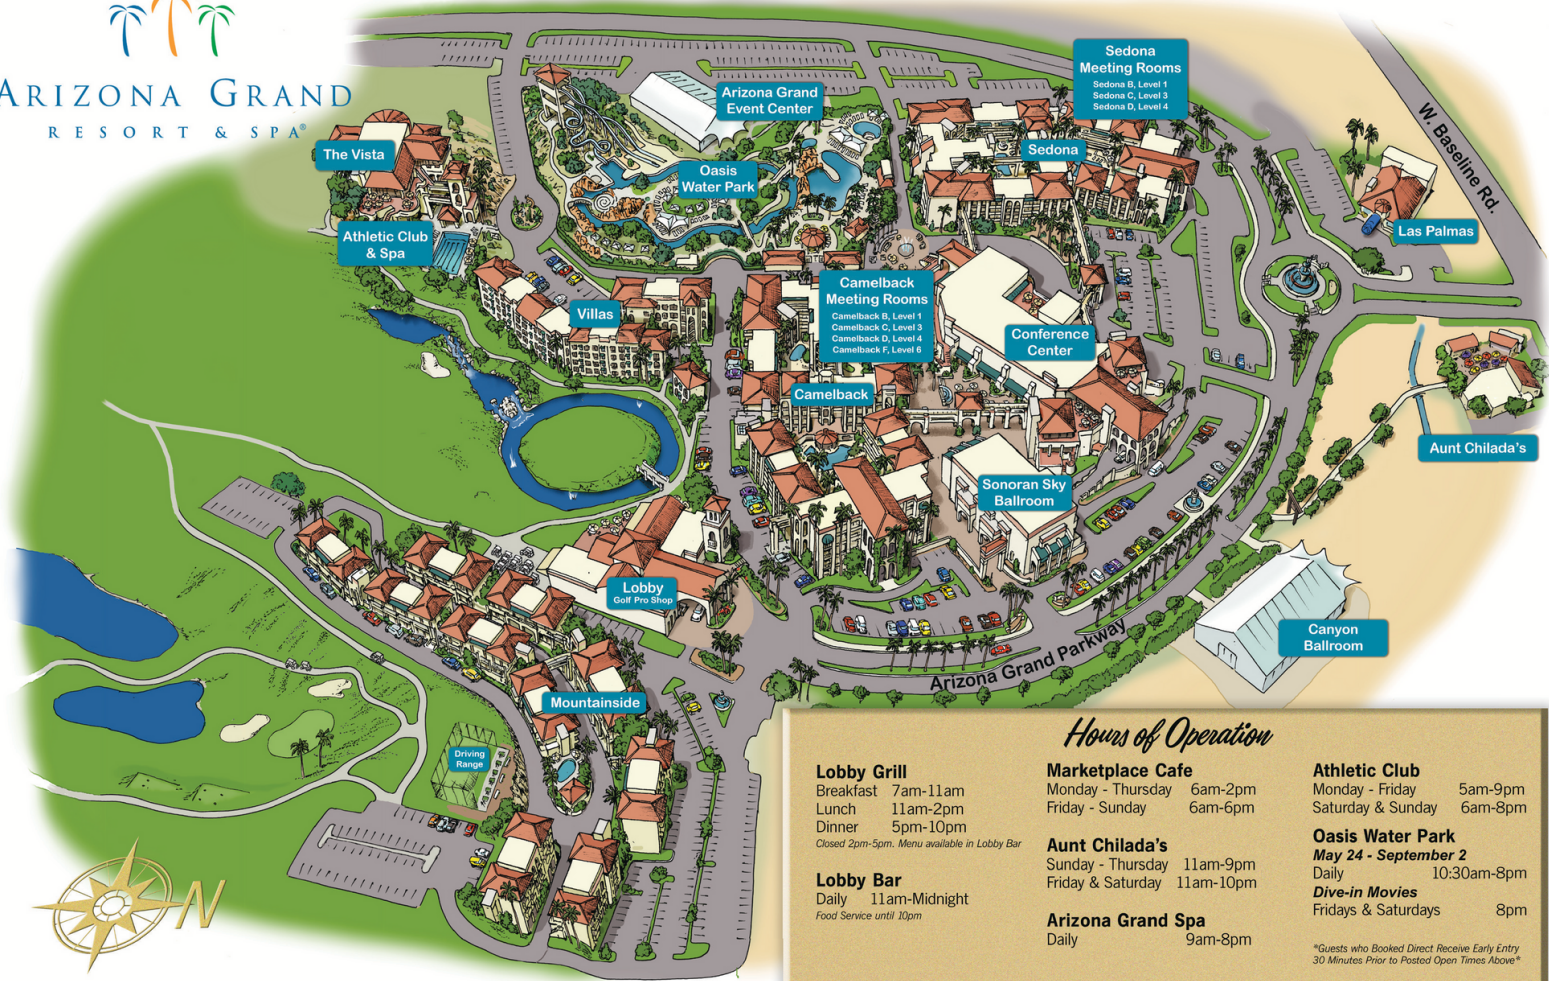 ARIZONA GRAND
RESORT & SPA®
The Vista
Athletic Club
& Spa
Arizona Grand
Event Center
Oasis
Water Park
Sedona
Meeting Rooms
Sedona B, Level 1
Sedona C, Level 3
Sedona D, Level 4
Sedona
W. Baseline Rd.
Las Palmas
Villas
Camelback
Meeting Rooms
Camelback B, Level 1
Camelback C, Level 3
Camelback D, Level 4
Camelback F, Level 6
Conference
Center
Camelback
Aunt Chilada's
Sonoran Sky
Ballroom
Lobby
Golf Pro Shop
Canyon
Ballroom
Arizona Grand Parkway
Mountainside
Driving
Range
N
Hours of Operation
Lobby Grill
Breakfast 7am-11am
Lunch 11am-2pm
Dinner 5pm-10pm
Closed 2pm-5pm. Menu available in Lobby Bar
Lobby Bar
Daily 11am-Midnight
Food Service until 10pm
Marketplace Cafe
Monday - Thursday 6am-2pm
Friday - Sunday 6am-6pm
Aunt Chilada's
Sunday - Thursday 11am-9pm
Friday & Saturday 11am-10pm
Arizona Grand Spa
Daily 9am-8pm
Athletic Club
Monday - Friday 5am-9pm
Saturday & Sunday 6am-8pm
Oasis Water Park
May 24 - September 2
Daily 10:30am-8pm
Dive-in Movies
Fridays & Saturdays 8pm
*Guests who Booked Direct Receive Early Entry
30 Minutes Prior to Posted Open Times Above*